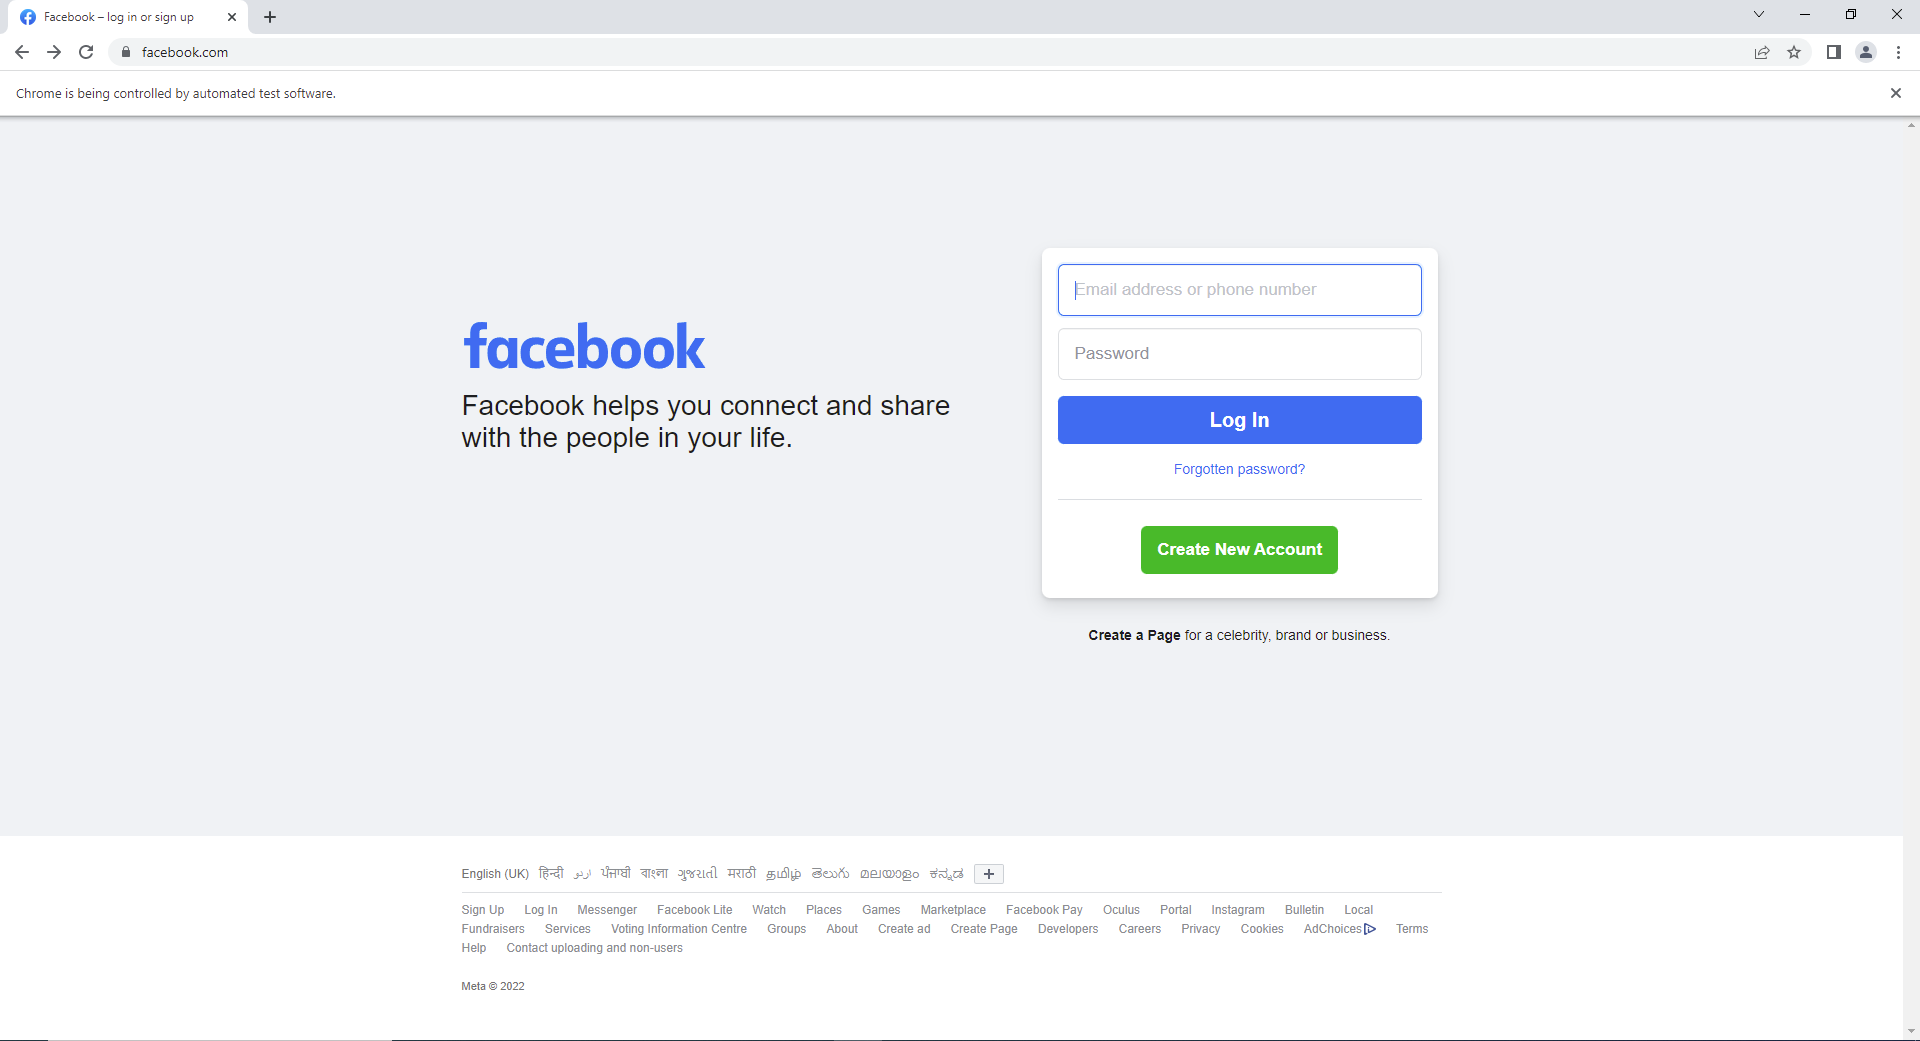 Facebook – log in or sign up
facebook.com
Chrome is being controlled by automated test software.
facebook
Facebook helps you connect and share
with the people in your life.
Email address or phone number
Password
Log In
Forgotten password?
Create New Account
Create a Page for a celebrity, brand or business.
English (UK) हिन्दी اردو ਪੰਜਾਬੀ বাংলা ગુજરાતી मराठी தமிழ் తెలుగు മലയാളം ಕನ್ನಡ
Sign Up Log In Messenger Facebook Lite Watch Places Games Marketplace Facebook Pay Oculus Portal Instagram Bulletin Local
Fundraisers Services Voting Information Centre Groups About Create ad Create Page Developers Careers Privacy Cookies AdChoices Terms
Help Contact uploading and non-users
Meta © 2022